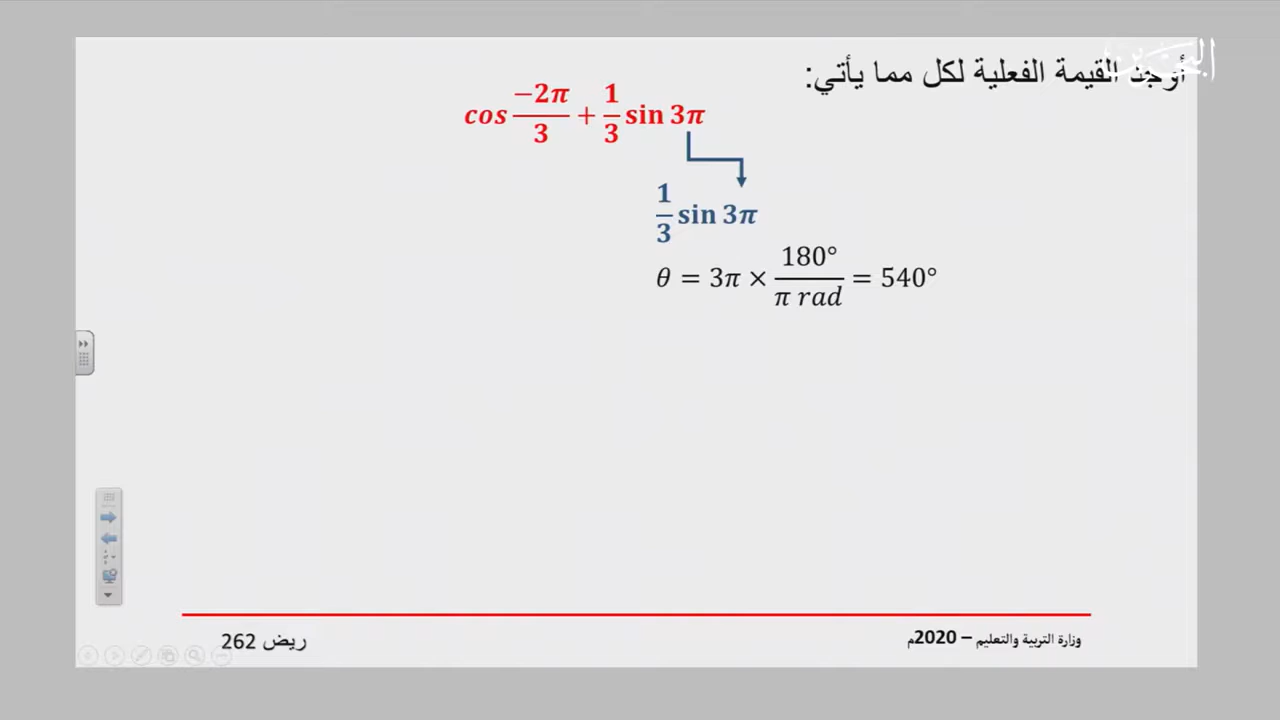 البحرين
أوجد القيمة الفعلية لكل مما يأتي:
cos −2π/3 + 1/3 sin 3π
1/3 sin 3π
θ = 3π × 180°/π rad = 540°
وزارة التربية والتعليم – 2020م
ريض 262